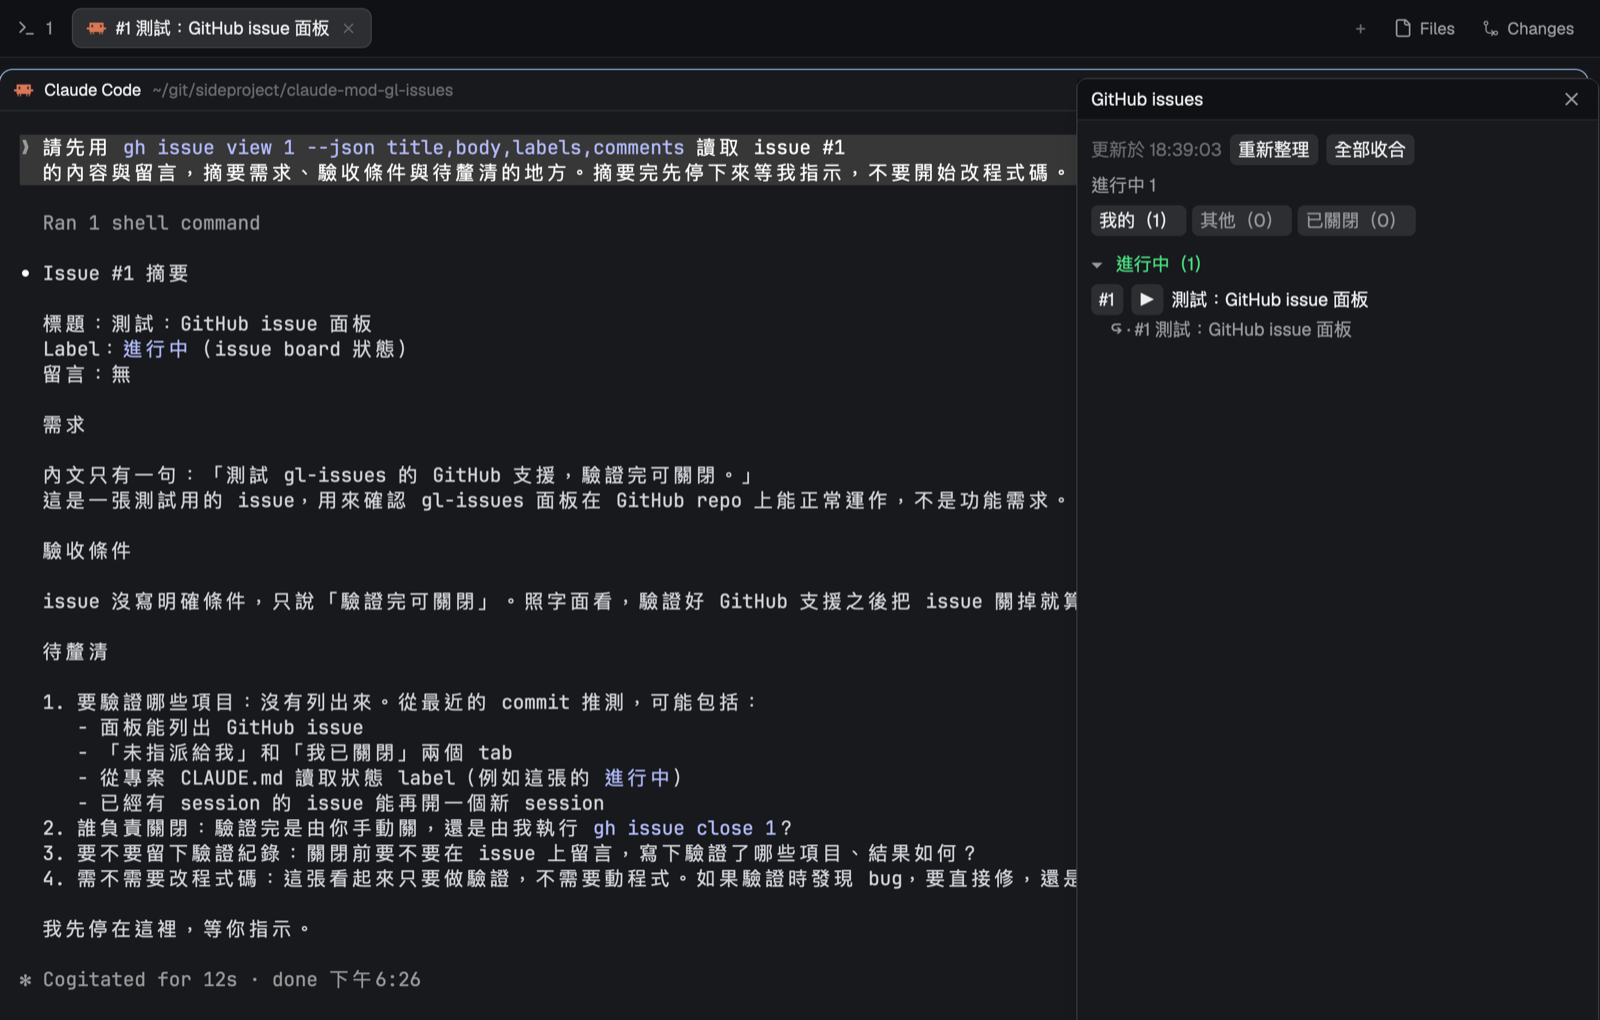 1
#1 測試：GitHub issue 面板
Files
Changes
Claude Code ~/git/sideproject/claude-mod-gl-issues
請先用 gh issue view 1 --json title,body,labels,comments 讀取 issue #1
的內容與留言，摘要需求、驗收條件與待釐清的地方。摘要完先停下來等我指示，不要開始改程式碼。
Ran 1 shell command
Issue #1 摘要
標題：測試：GitHub issue 面板
Label：進行中（issue board 狀態）
留言：無
需求
內文只有一句：「測試 gl-issues 的 GitHub 支援，驗證完可關閉。」
這是一張測試用的 issue，用來確認 gl-issues 面板在 GitHub repo 上能正常運作，不是功能需求。
驗收條件
issue 沒寫明確條件，只說「驗證完可關閉」。照字面看，驗證好 GitHub 支援之後把 issue 關掉就算
待釐清
1. 要驗證哪些項目：沒有列出來。從最近的 commit 推測，可能包括：
- 面板能列出 GitHub issue
- 「未指派給我」和「我已關閉」兩個 tab
- 從專案 CLAUDE.md 讀取狀態 label（例如這張的 進行中）
- 已經有 session 的 issue 能再開一個新 session
2. 誰負責關閉：驗證完是由你手動關，還是由我執行 gh issue close 1？
3. 要不要留下驗證紀錄：關閉前要不要在 issue 上留言，寫下驗證了哪些項目、結果如何？
4. 需不需要改程式碼：這張看起來只要做驗證，不需要動程式。如果驗證時發現 bug，要直接修，還是
我先停在這裡，等你指示。
Cogitated for 12s · done 下午6:26
GitHub issues
更新於 18:39:03 重新整理 全部收合
進行中 1
我的（1） 其他（0） 已關閉（0）
進行中（1）
#1 測試：GitHub issue 面板
· #1 測試：GitHub issue 面板